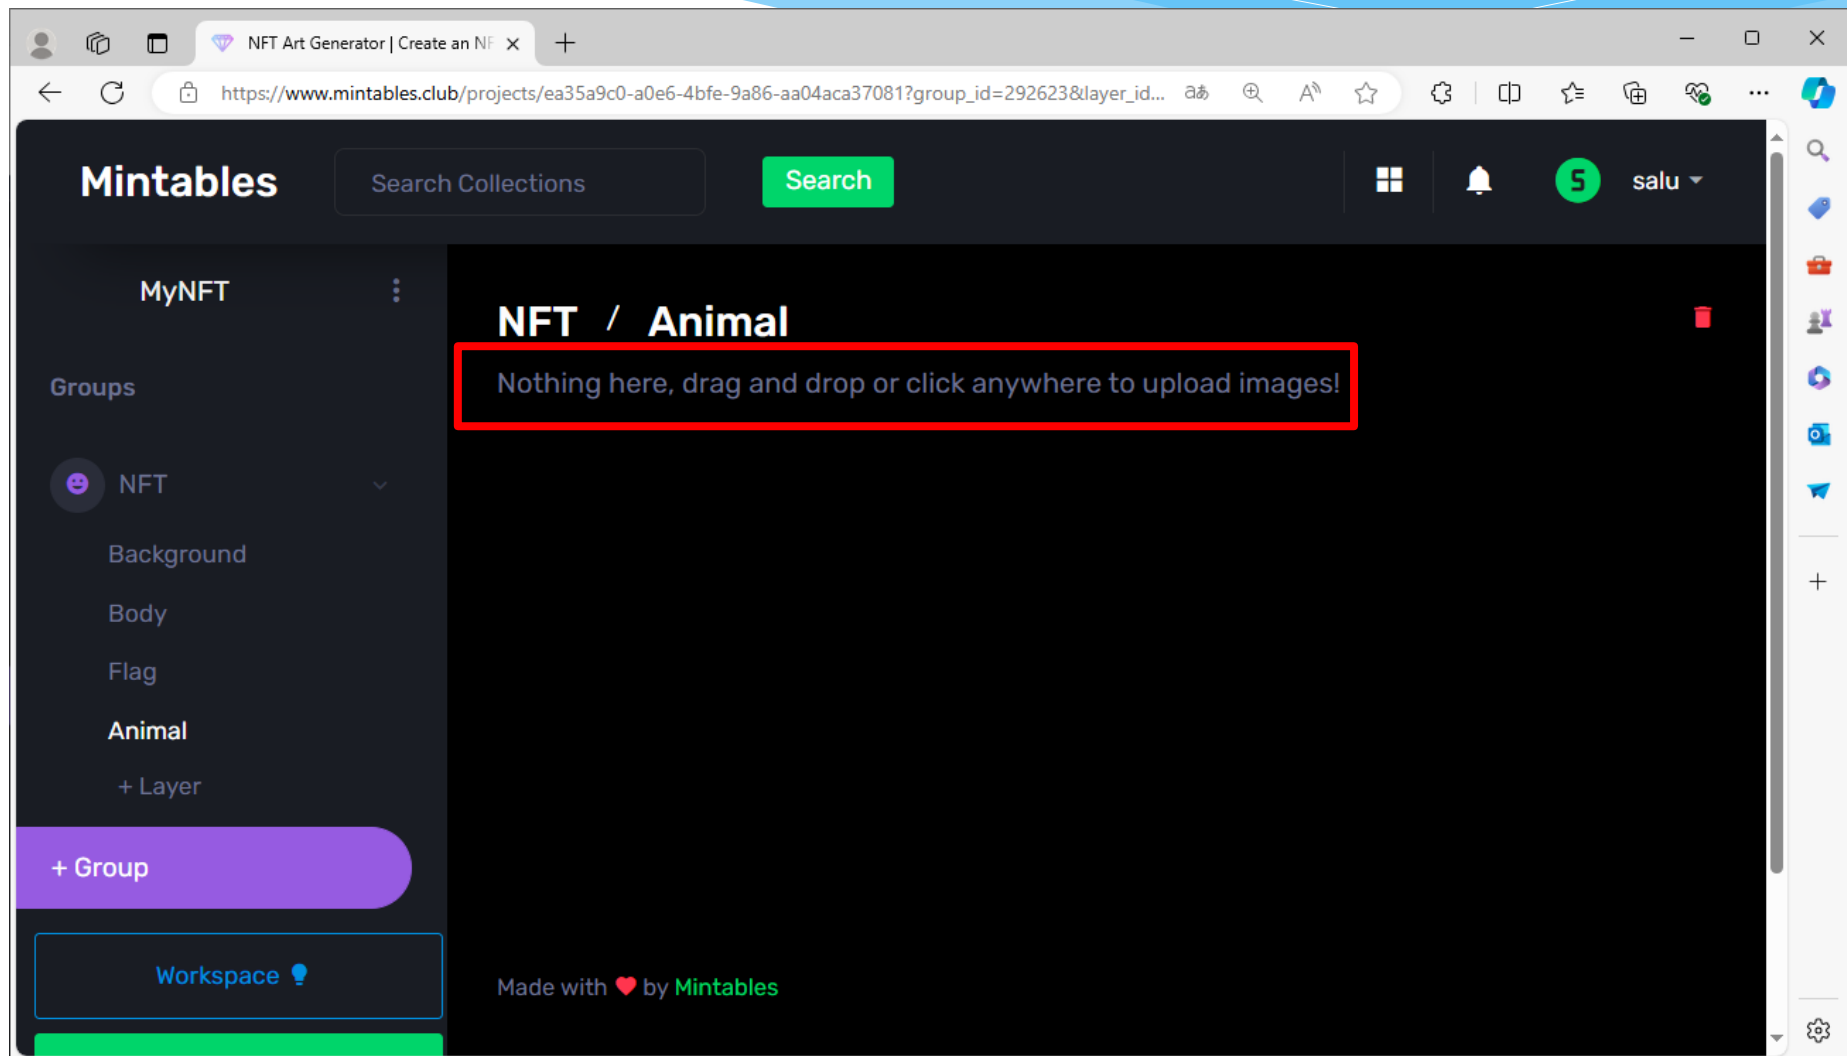 NFT Art Generator | Create an NF
https://www.mintables.club/projects/ea35a9c0-a0e6-4bfe-9a86-aa04aca37081?group_id=292623&layer_id...
aあ
Mintables
Search Collections
Search
S
salu
MyNFT
NFT / Animal
Nothing here, drag and drop or click anywhere to upload images!
Groups
NFT
Background
Body
Flag
Animal
+ Layer
+ Group
Workspace
Made with ❤ by Mintables